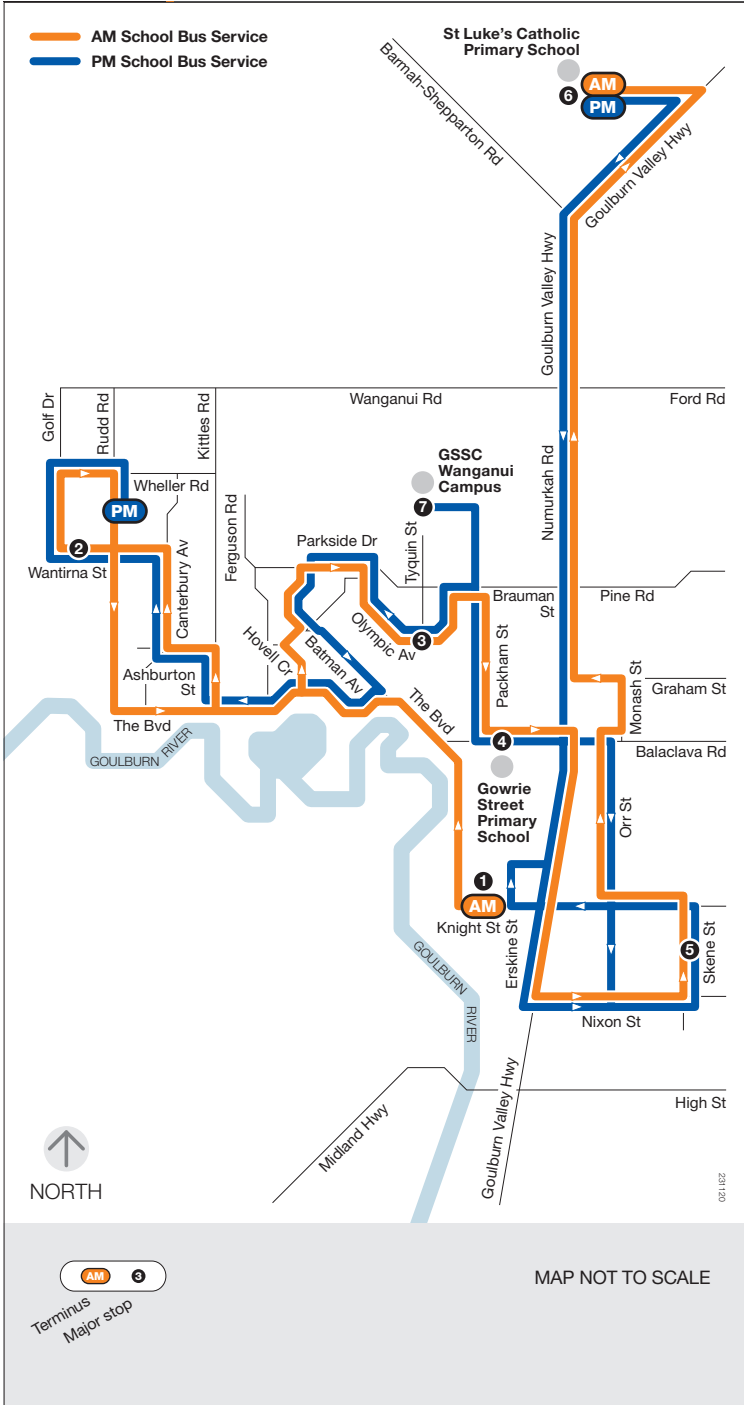 AM School Bus Service
PM School Bus Service
St Luke's Catholic
Primary School
Barmah-Shepparton Rd
6
AM
PM
Goulburn Valley Hwy
Goulburn Valley Hwy
Wanganui Rd
Ford Rd
Golf Dr
Rudd Rd
Kittles Rd
Numurkah Rd
GSSC
Wanganui
Campus
7
Wheller Rd
PM
Ferguson Rd
Parkside Dr
Tyquin St
2
Wantirna St
Canterbury Av
Brauman
St
Pine Rd
3
Olympic Av
Hovell Cr
Batman Av
Packham St
Ashburton
St
Monash St
Graham St
The Bvd
The Bvd
4
Balaclava Rd
GOULBURN
RIVER
Gowrie
Street
Primary
School
Orr St
1
AM
Knight St
Erskine St
5
Skene St
GOULBURN
RIVER
Nixon St
Goulburn Valley Hwy
High St
Midland Hwy
NORTH
231120
AM
3
Terminus
Major stop
MAP NOT TO SCALE